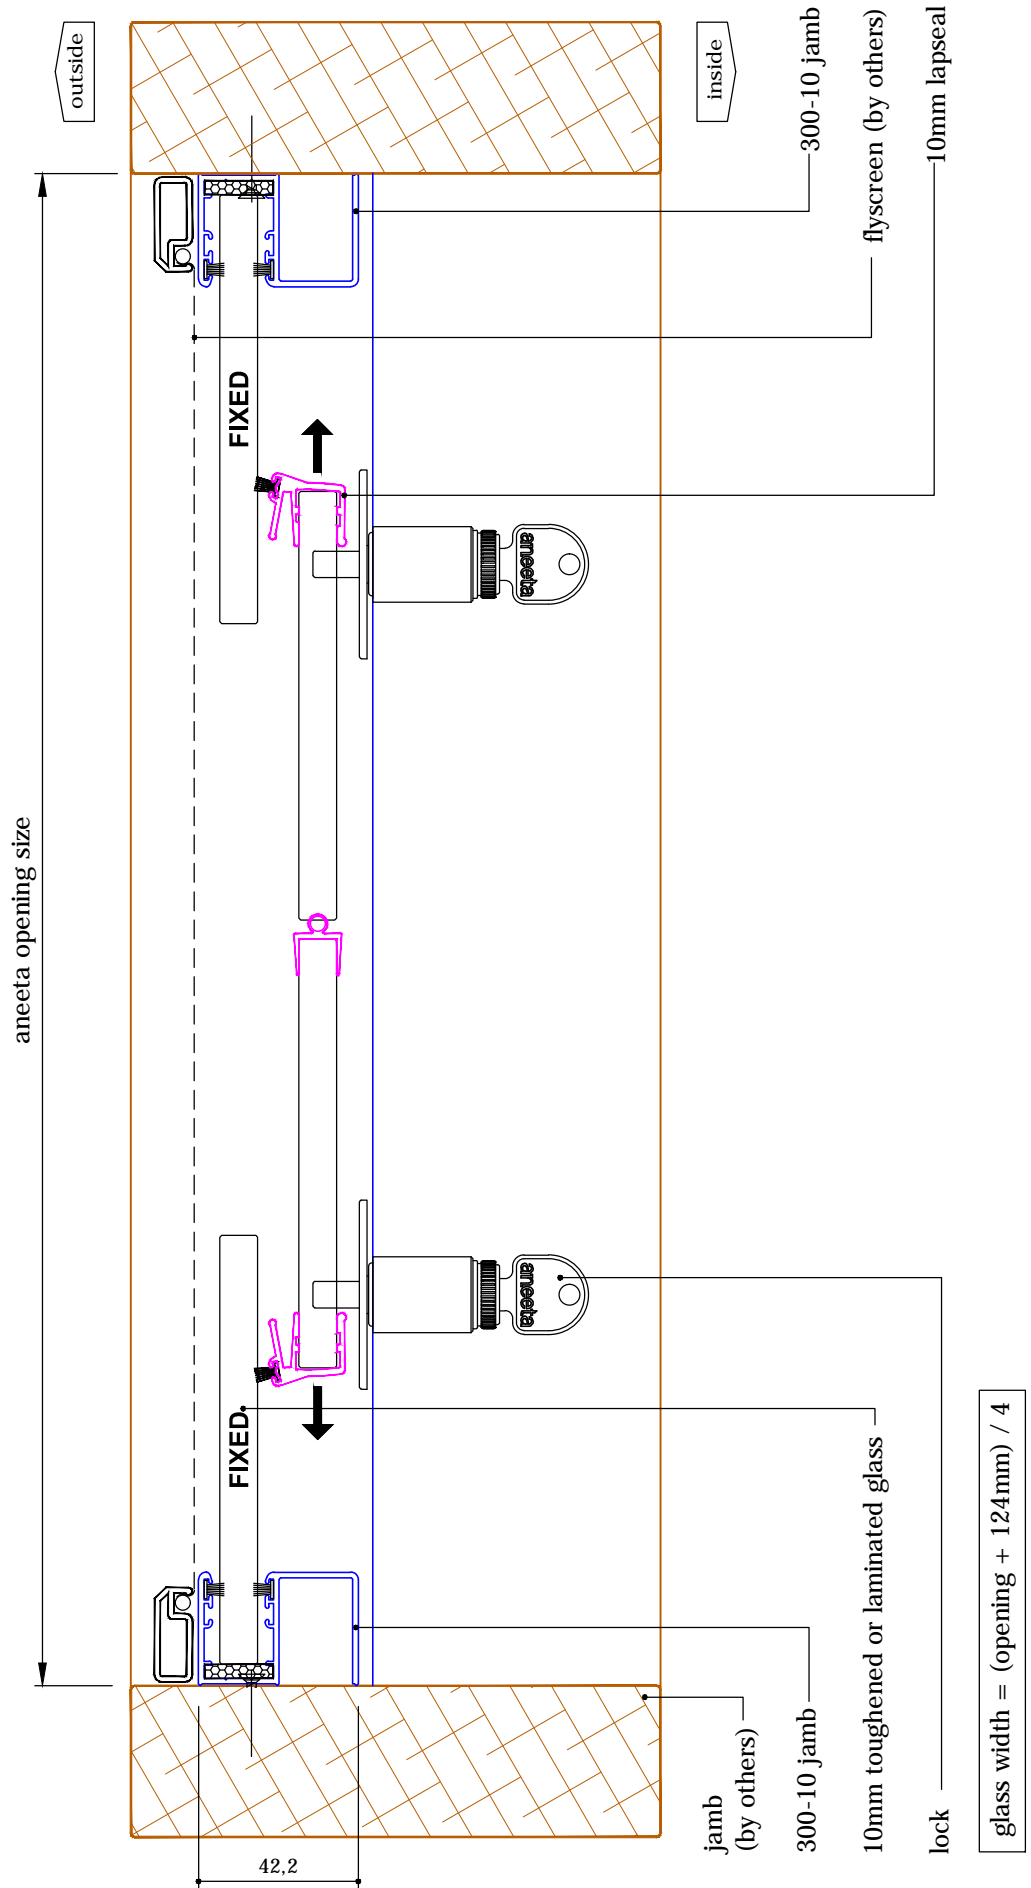 outside
inside
aneeta opening size
300-10 jamb
flyscreen (by others)
10mm lapseal
FIXED
aneeta
aneeta
FIXED
jamb
(by others)
300-10 jamb
10mm toughened or laminated glass
lock
glass width = (opening + 124mm) / 4
42,2